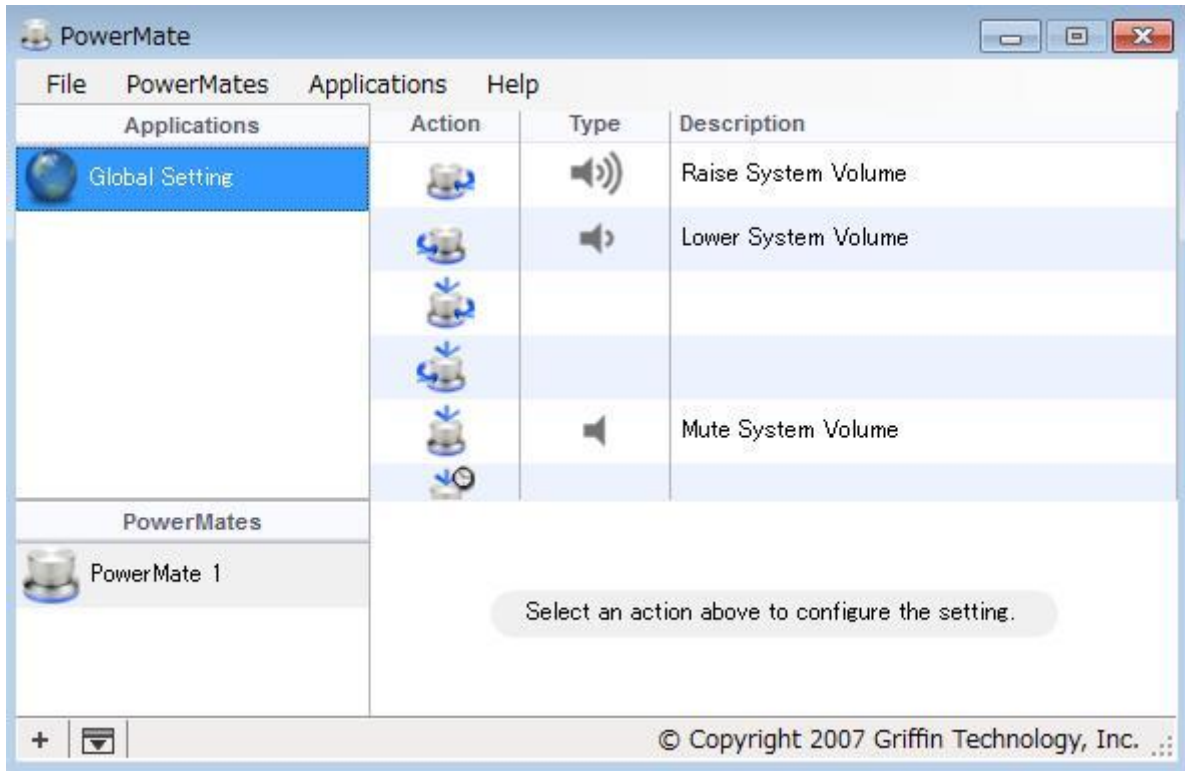 PowerMate
File PowerMates Applications Help
Applications Action Type Description
Global Setting Raise System Volume
Lower System Volume
Mute System Volume
PowerMates
PowerMate 1
Select an action above to configure the setting.
© Copyright 2007 Griffin Technology, Inc.